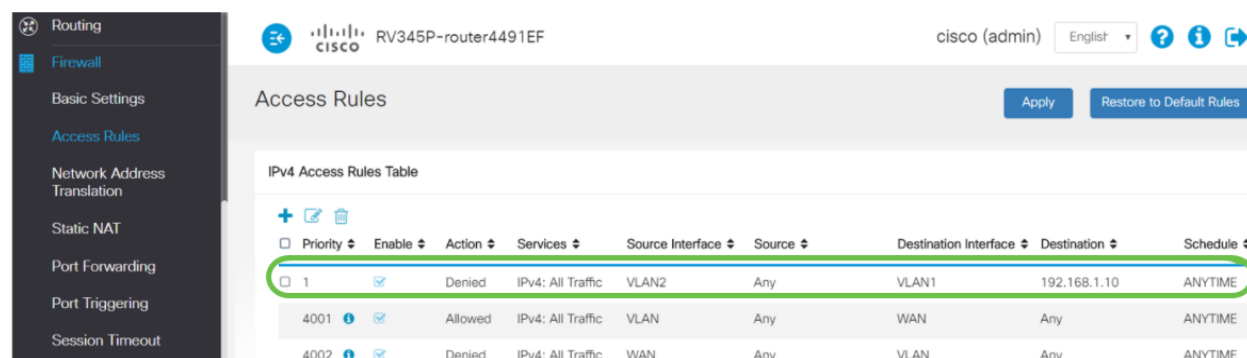 Routing
Firewall
Basic Settings
Access Rules
Network Address
Translation
Static NAT
Port Forwarding
Port Triggering
Session Timeout
CISCO RV345P-router4491EF cisco (admin) English
Access Rules Apply Restore to Default Rules
IPv4 Access Rules Table
Priority Enable Action Services Source Interface Source Destination Interface Destination Schedule
1 Denied IPv4: All Traffic VLAN2 Any VLAN1 192.168.1.10 ANYTIME
4001 Allowed IPv4: All Traffic VLAN Any WAN Any ANYTIME
4002 Denied IPv4: All Traffic WAN Any VLAN Any ANYTIME